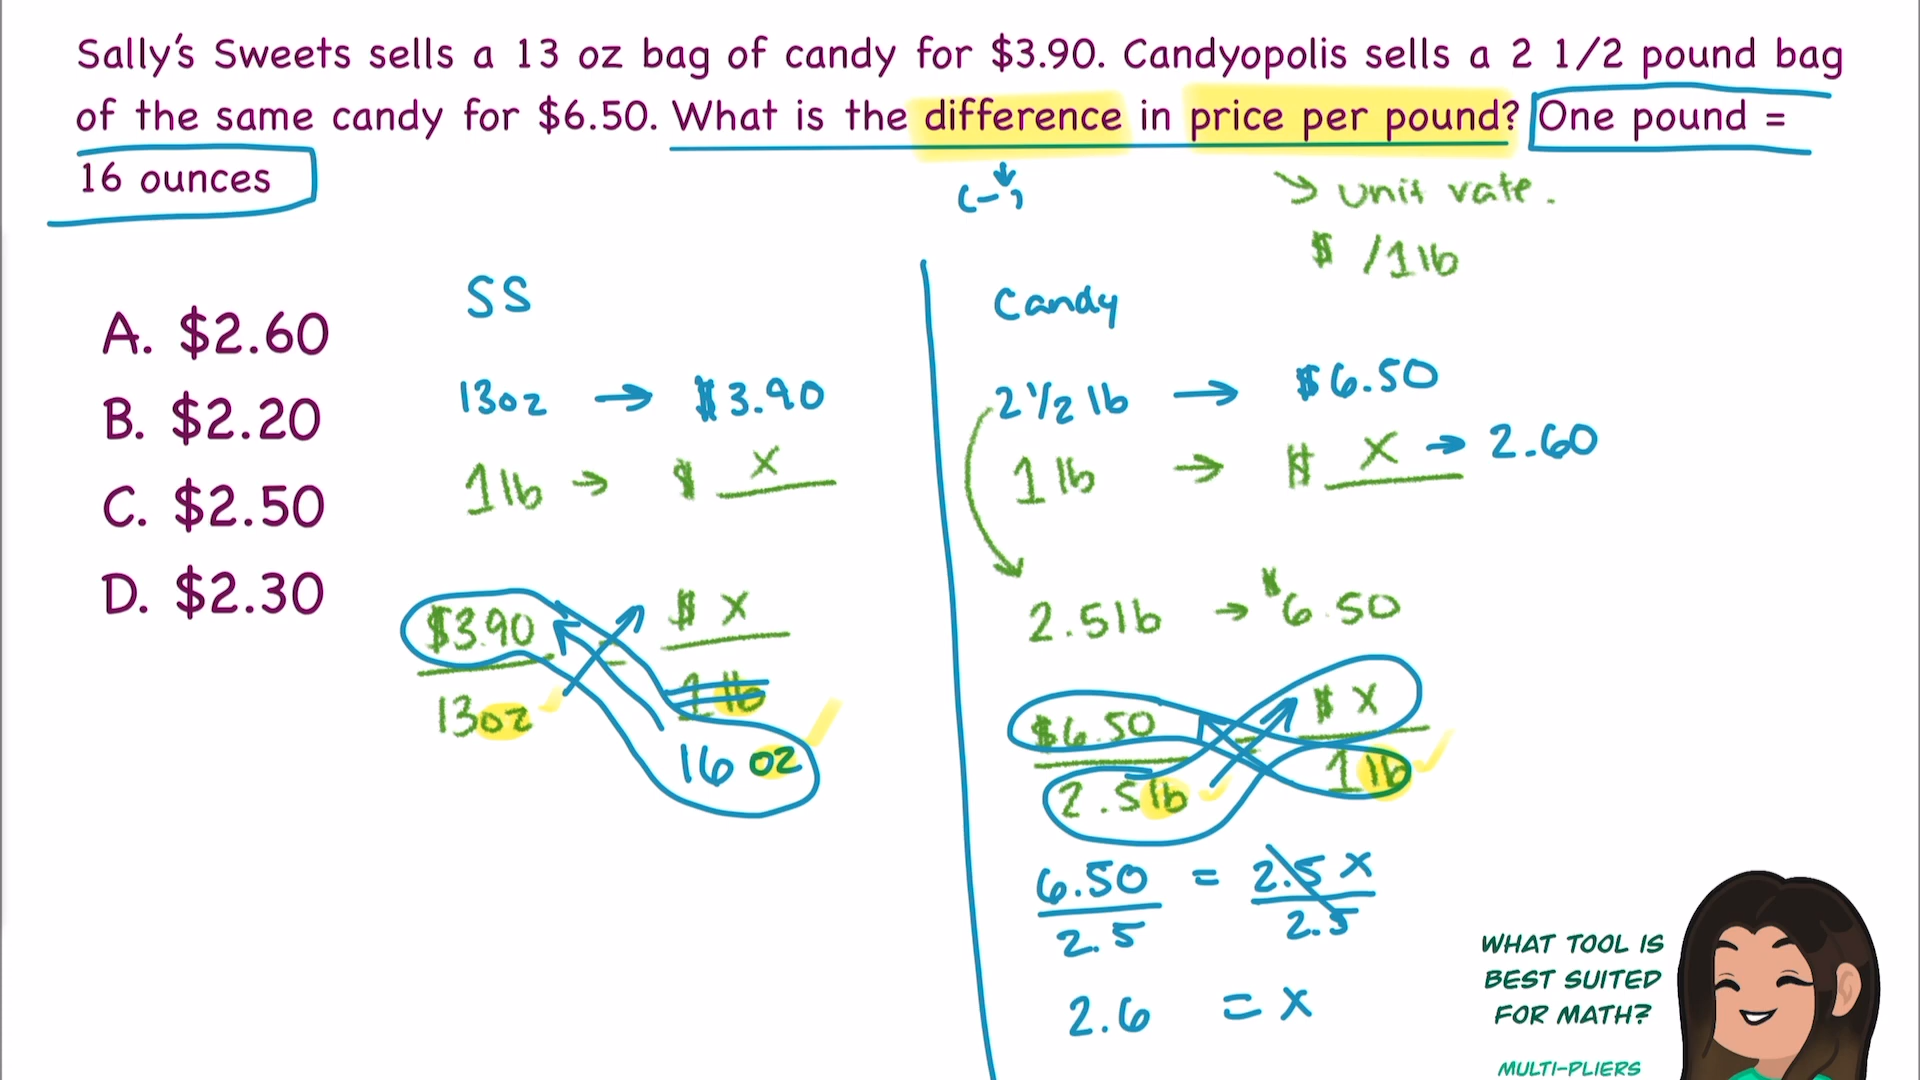 Sally's Sweets sells a 13 oz bag of candy for $3.90. Candyopolis sells a 2 1/2 pound bag
of the same candy for $6.50. What is the difference in price per pound? One pound =
16 ounces
(-)
unit rate.
$ /1lb
A. $2.60
B. $2.20
C. $2.50
D. $2.30
SS
13oz → $3.90
1lb → $ x
$3.90 = $ x
13oz 1 lb
16 oz
Candy
2 1/2 lb → $6.50
1 lb → $ x → 2.60
2.5lb → $6.50
$6.50 = $ x
2.5lb 1 lb
6.50 = 2.5 x
2.5 2.5
2.6 = x
WHAT TOOL IS
BEST SUITED
FOR MATH?
MULTI-PLIERS